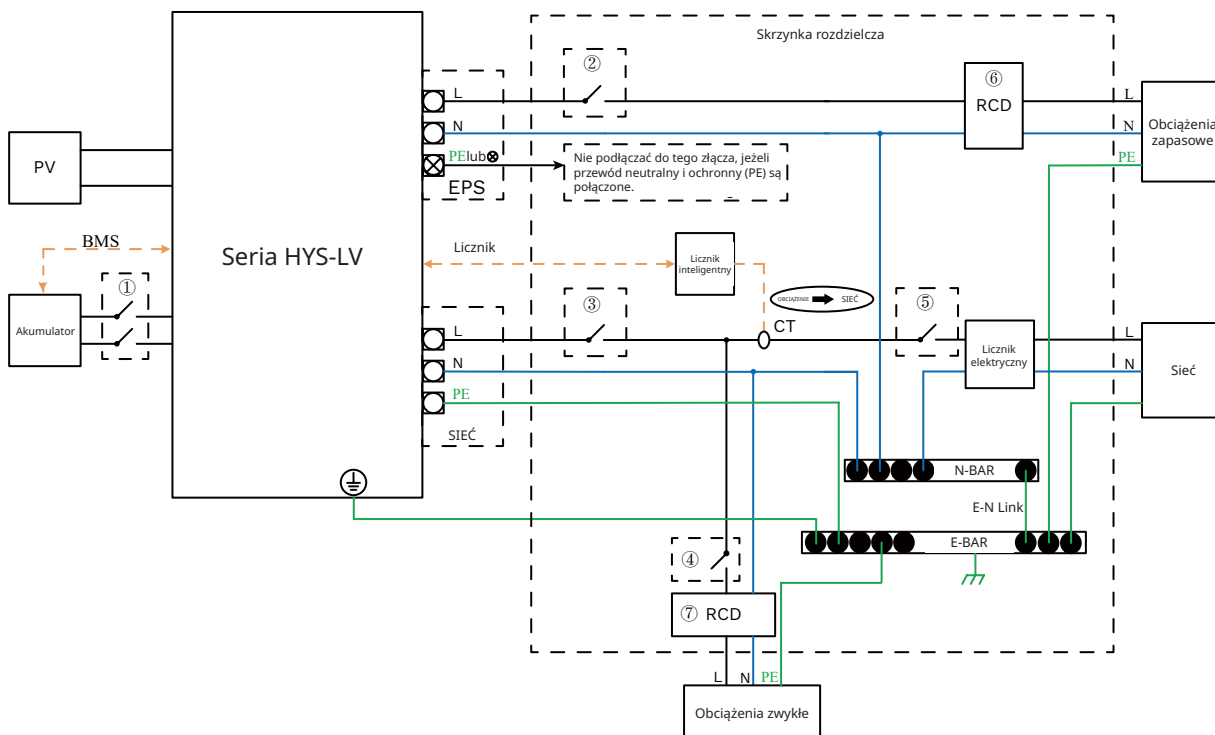 Skrzynka rozdzielcza
②
⑥
RCD
L
L
N
N
PE
PElub⊗
EPS
Obciążenia
zapasowe
Nie podłączać do tego złącza, jeżeli
przewód neutralny i ochronny (PE) są
połączone.
PV
BMS
Seria HYS-LV
Licznik
Licznik
inteligentny
①
Akumulator
③
OBCIĄŻENIE
SIEĆ
⑤
CT
L
N
PE
SIEĆ
Licznik
elektryczny
L
N
Sieć
N-BAR
E-N Link
E-BAR
④
⑦ RCD
L
N
PE
Obciążenia zwykłe